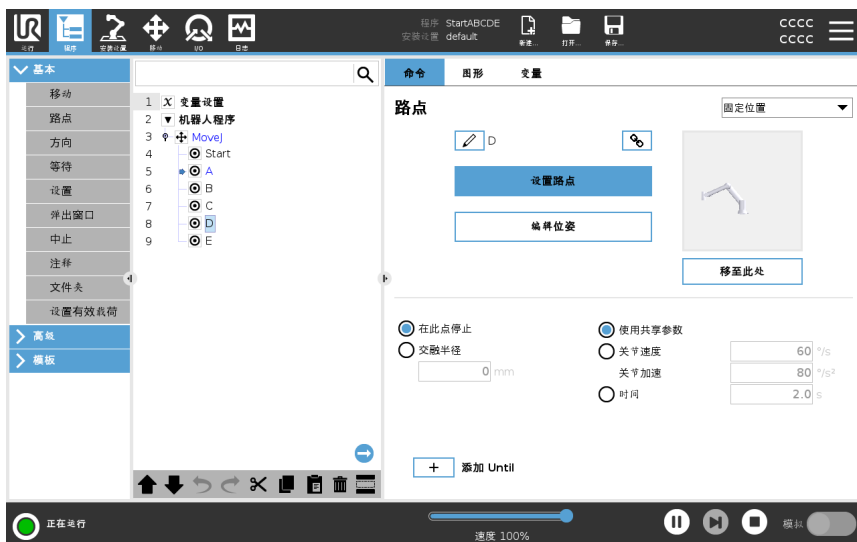 程序 StartABCDE
安装设置 default
CCCC
CCCC
运行
程序
安装设置
移动
I/O
日志
新建...
打开...
保存...
基本
移动
路点
方向
等待
设置
弹出窗口
中止
注释
文件夹
设置有效载荷
高级
模板
1 X 变量设置
2 ▼ 机器人程序
3 MoveJ
4 Start
5 A
6 B
7 C
8 D
9 E
命令 图形 变量
路点
固定位置
D
设置路点
编辑位姿
移至此处
在此点停止
交融半径
0 mm
使用共享参数
关节速度 60 °/s
关节加速 80 °/s²
时间 2.0 s
+ 添加 Until
正在运行
速度 100%
模拟